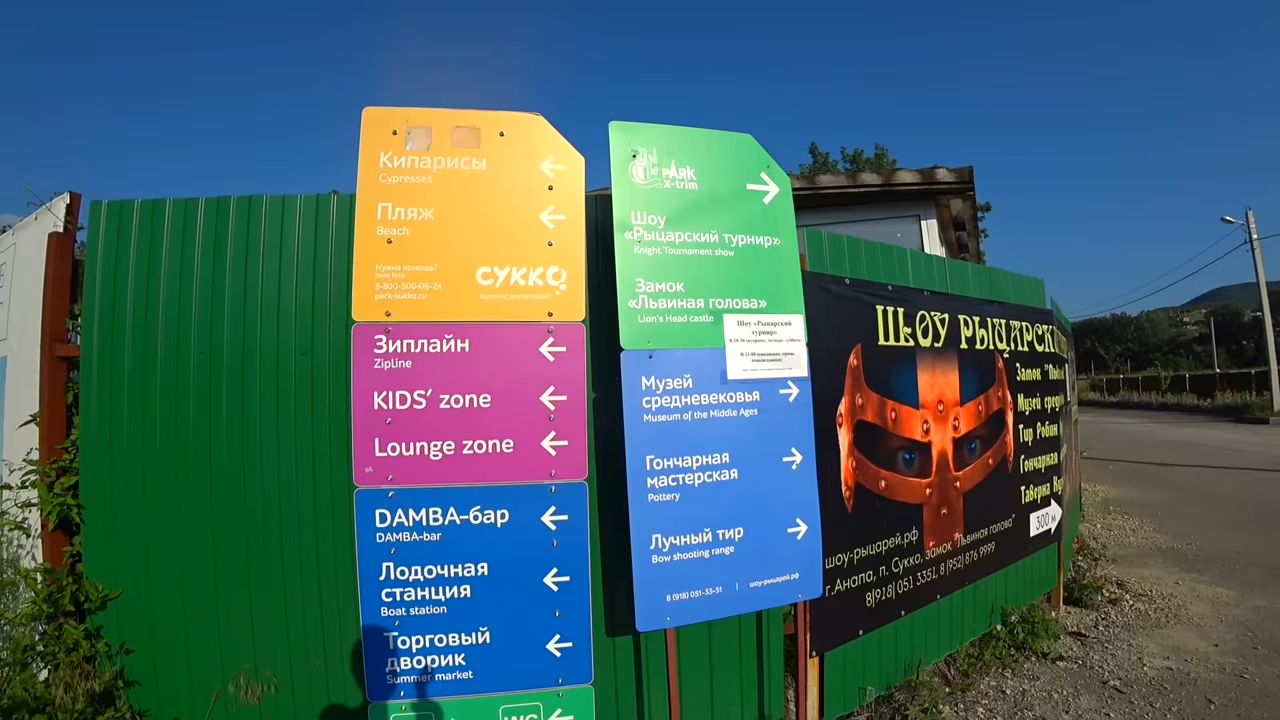 Кипарисы
Cypresses
Пляж
Beach
Нужна помощь?
Need help
8-800-500-06-24
park-sukko.ru
СУККО
Зиплайн
Zipline
KIDS’ zone
Lounge zone
DAMBA-бар
DAMBA-bar
Лодочная
станция
Boat station
Торговый
дворик
Summer market
WC
PARK
X-trim
Шоу
«Рыцарский турнир»
Knight Tournament show
Замок
«Львиная голова»
Lion's Head castle
Шоу «Рыцарский
турнир»
Музей
средневековья
Museum of the Middle Ages
Гончарная
мастерская
Pottery
Лучный тир
Bow shooting range
8 (918) 051-33-51 | шоу-рыцарей.рф
Шоу Рыцарски
Замок "Льви
Музей сред
Тир Робин
Гончарная
Таверна
300 м
шоу-рыцарей.рф
г.Анапа, п. Сукко, замок "Львиная голова"
8(918) 051 3351, 8 (952) 876 9999